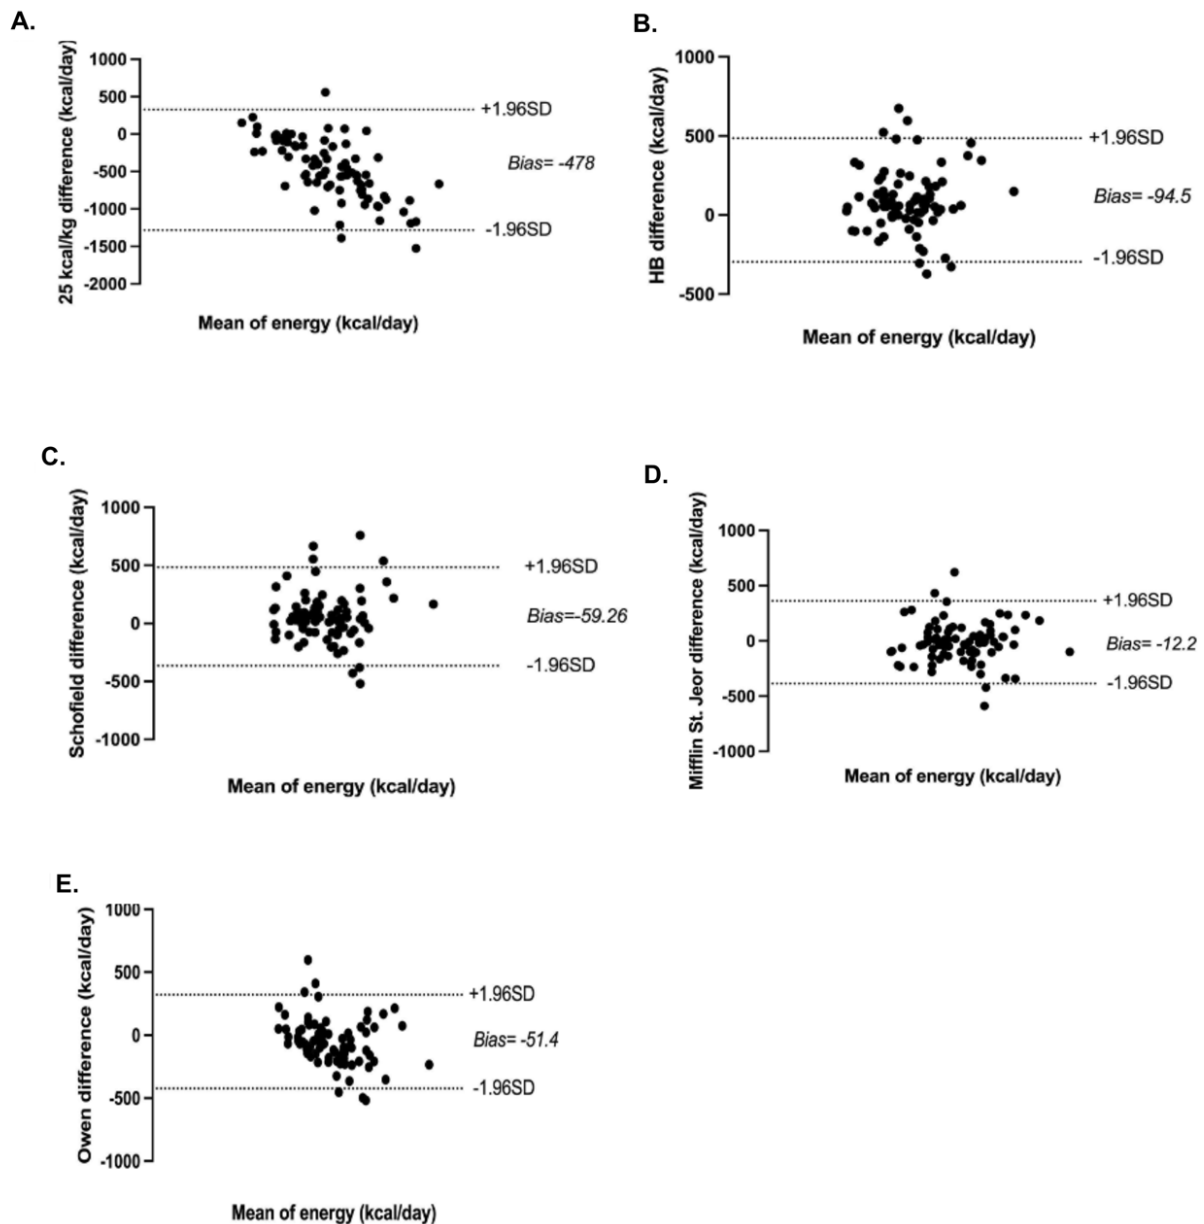 A.
25 kcal/kg difference (kcal/day)
1000
500
0
-500
-1000
-1500
-2000
+1.96SD
Bias= -478
-1.96SD
Mean of energy (kcal/day)
B.
HB difference (kcal/day)
1000
500
0
-500
+1.96SD
Bias= -94.5
-1.96SD
Mean of energy (kcal/day)
C.
Schofield difference (kcal/day)
1000
500
0
-500
-1000
+1.96SD
Bias=-59.26
-1.96SD
Mean of energy (kcal/day)
D.
Mifflin St. Jeor difference (kcal/day)
1000
500
0
-500
-1000
+1.96SD
Bias= -12.2
-1.96SD
Mean of energy (kcal/day)
E.
Owen difference (kcal/day)
1000
500
0
-500
-1000
+1.96SD
Bias= -51.4
-1.96SD
Mean of energy (kcal/day)